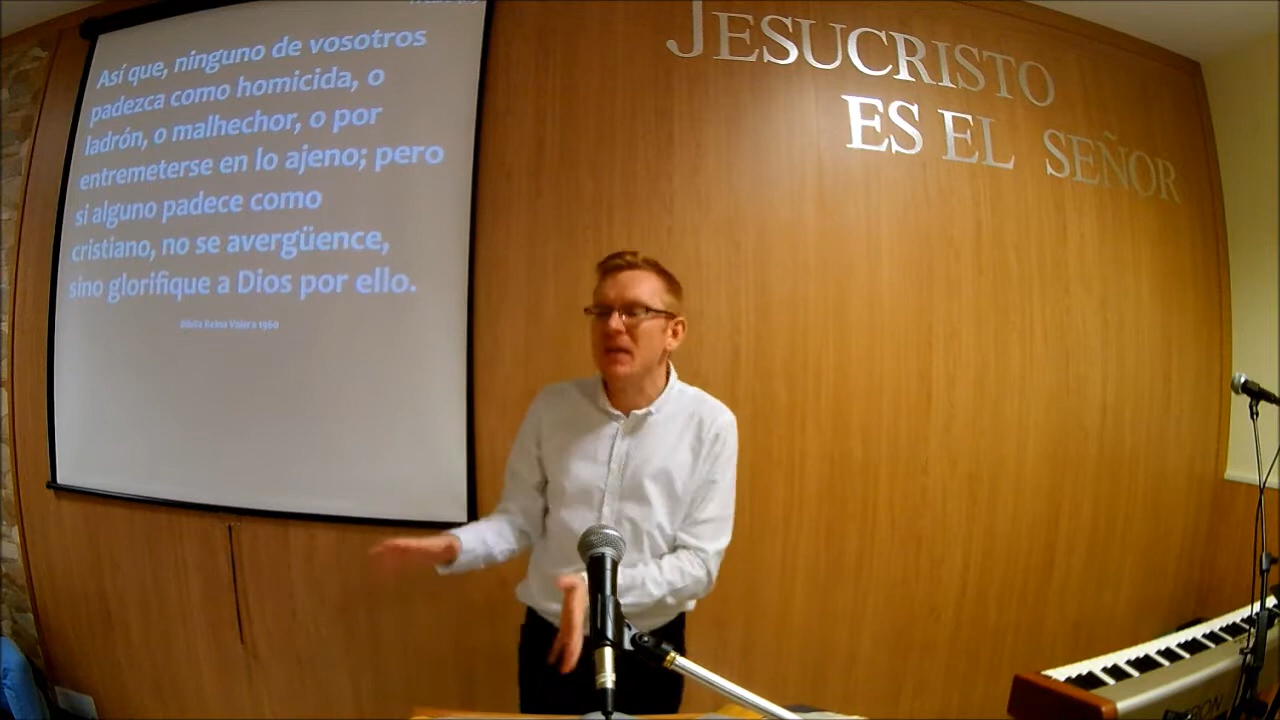 Así que, ninguno de vosotros
padezca como homicida, o
ladrón, o malhechor, o por
entremeterse en lo ajeno; pero
si alguno padece como
cristiano, no se avergüence,
sino glorifique a Dios por ello.
Biblia Reina Valera 1960
JESUCRISTO
ES EL SEÑOR